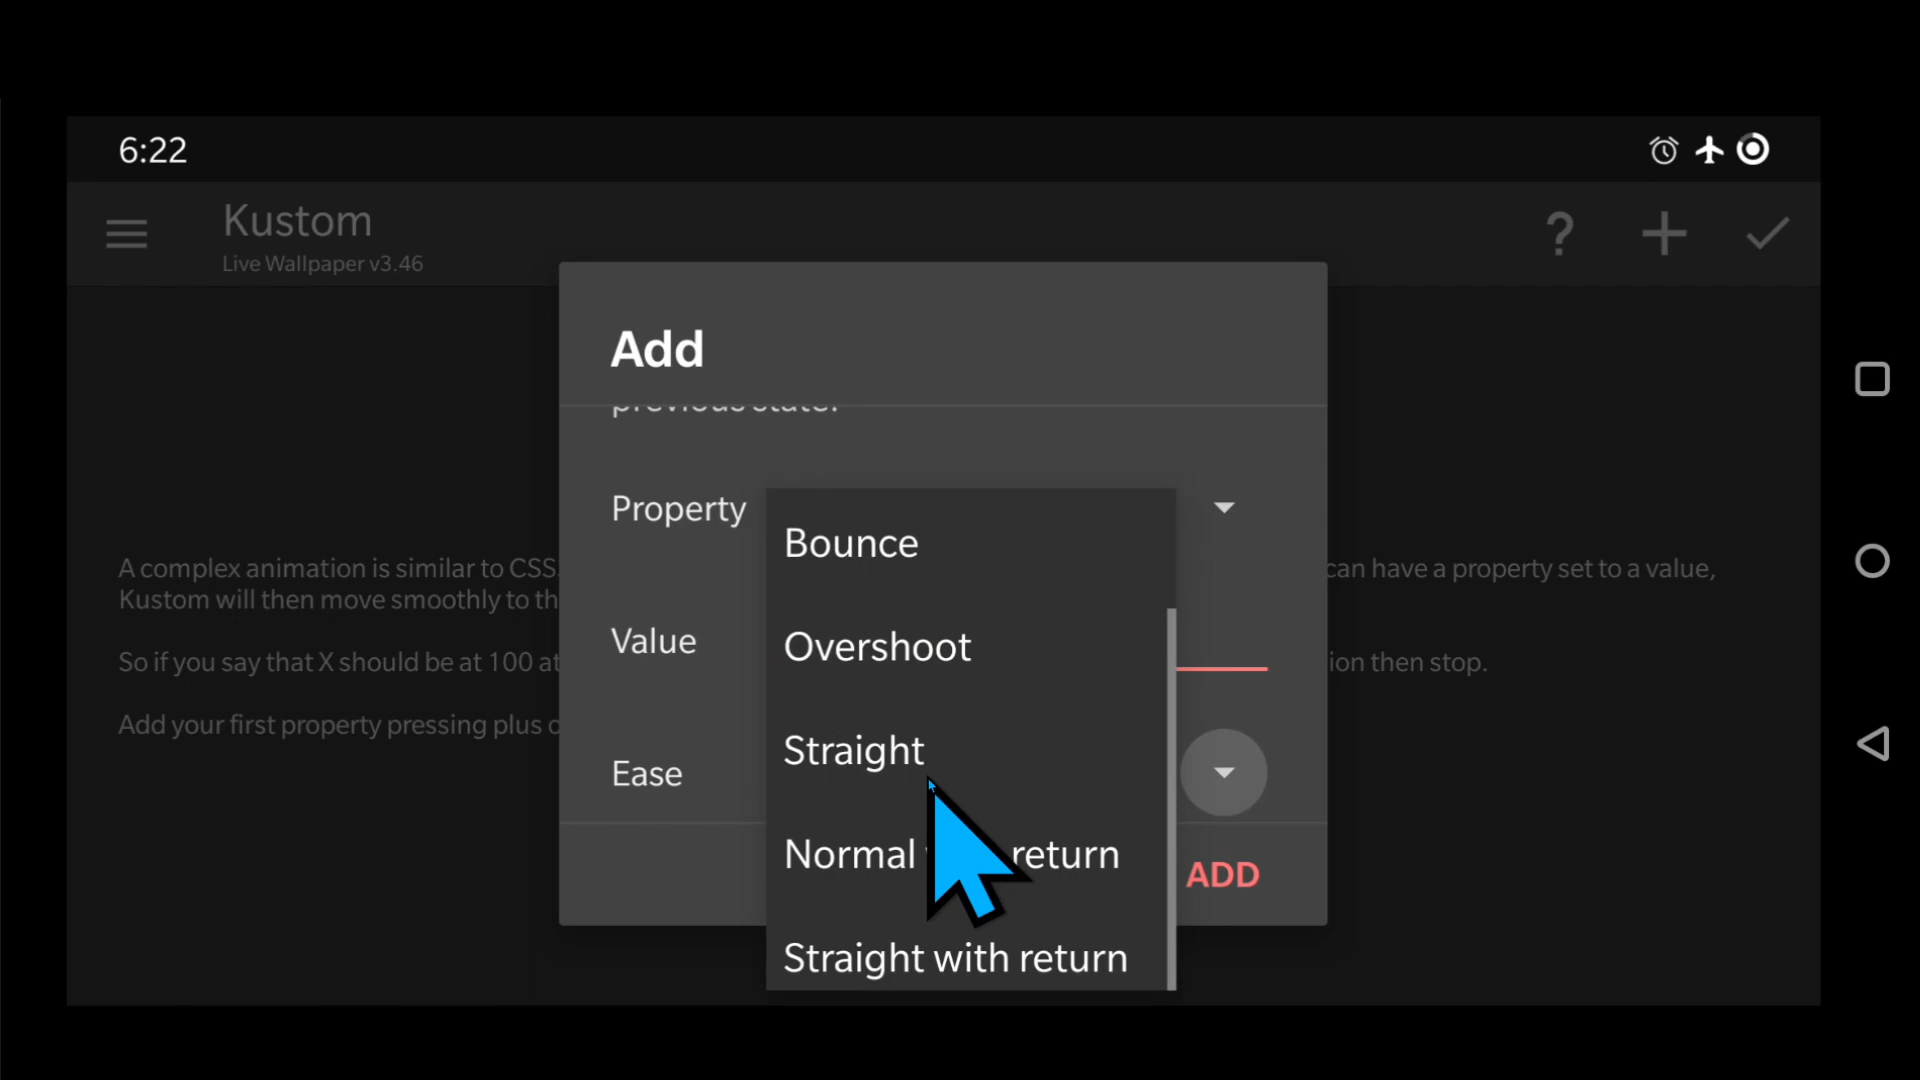 6:22
Kustom
Live Wallpaper v3.46
Add
previous state.
Property
Bounce
A complex animation is similar to CSS can have a property set to a value,
Kustom will then move smoothly to th
Value
Overshoot
So if you say that X should be at 100 at ion then stop.
Add your first property pressing plus o
Straight
Ease
Normal return
ADD
Straight with return